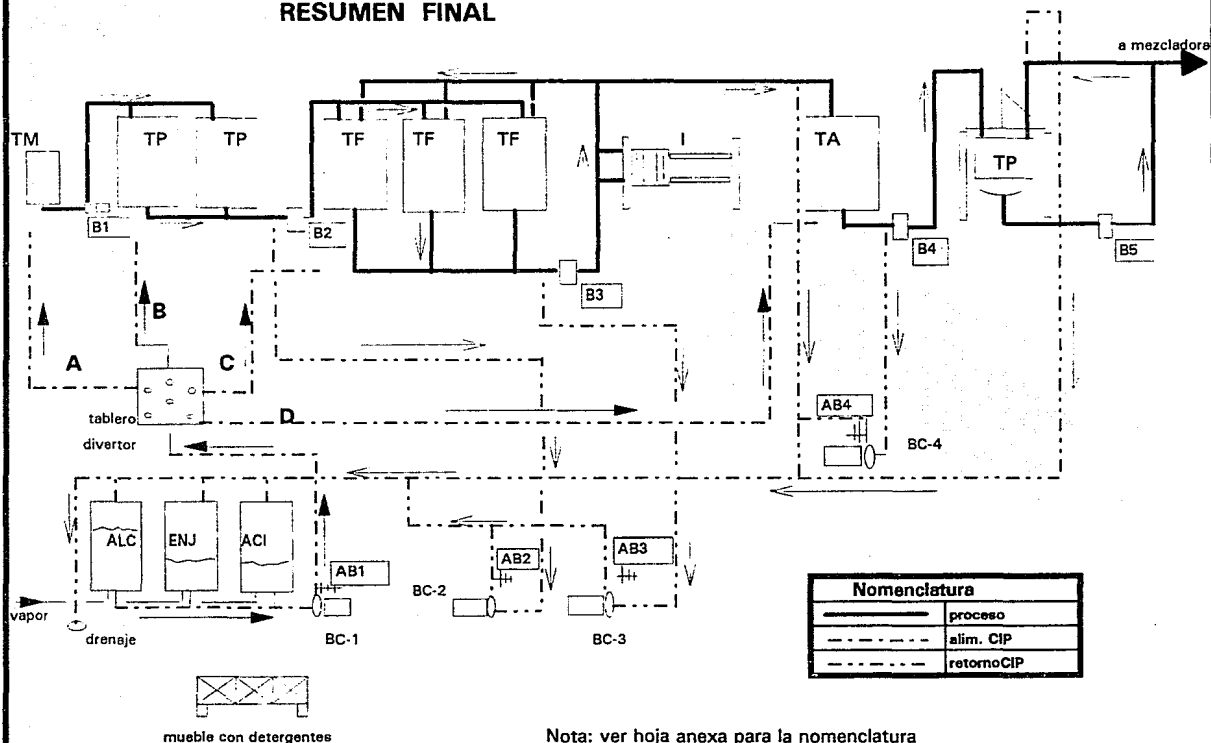 RESUMEN FINAL
a mezcladora
TM
TP
TP
TF
TF
TF
I
TA
TP
B1
B2
B3
B4
B5
A
B
C
D
tablero
divertor
AB4
BC-4
ALC
ENJ
ACI
AB1
AB2
AB3
BC-2
BC-1
BC-3
vapor
drenaje
Nomenclatura
proceso
alim. CIP
retornoCIP
mueble con detergentes
Nota: ver hoja anexa para la nomenclatura